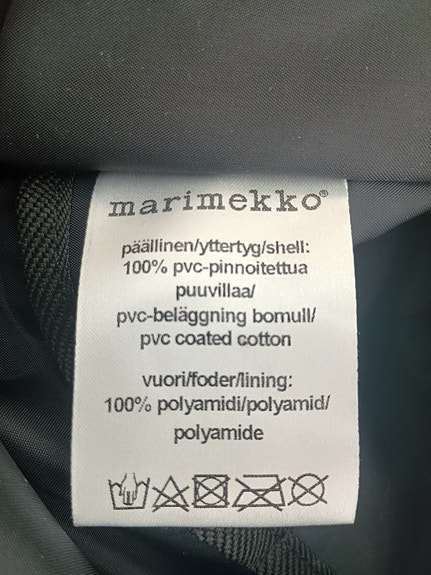 marimekko®
päällinen/yttertyg/shell:
100% pvc-pinnoitettua
puuvillaa/
pvc-beläggning bomull/
pvc coated cotton
vuori/foder/lining:
100% polyamidi/polyamid/
polyamide